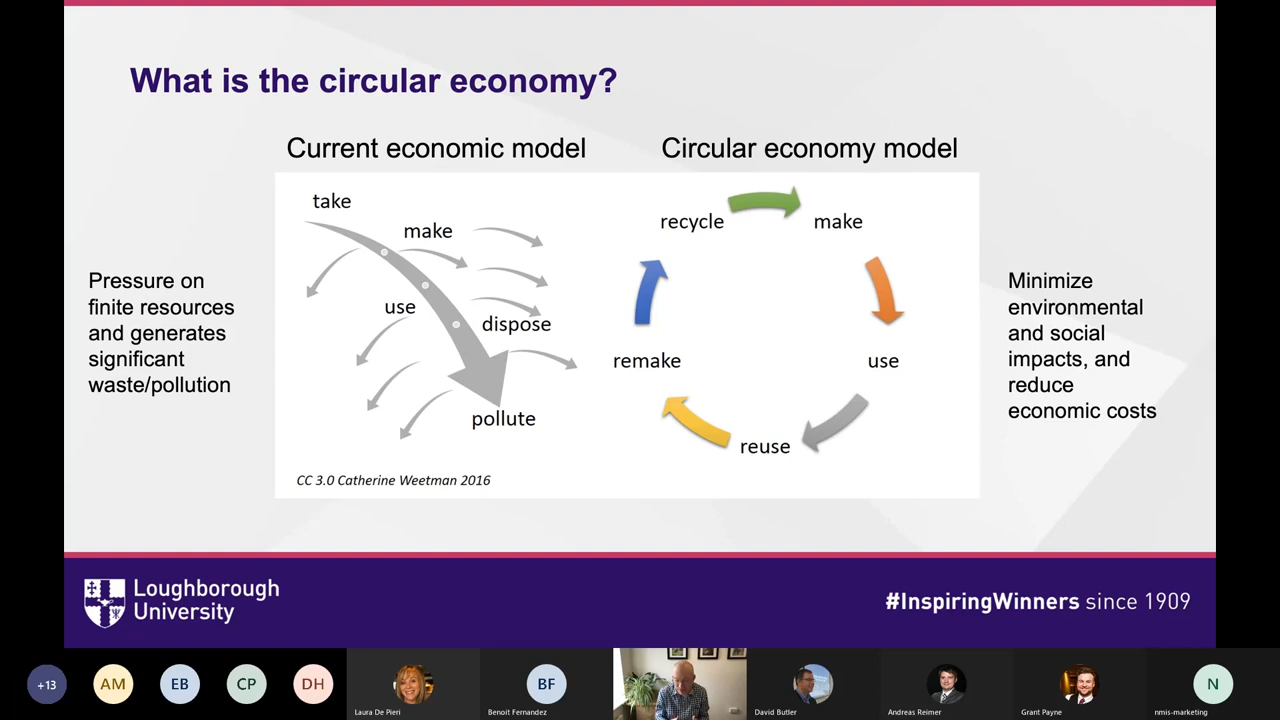 What is the circular economy?
Current economic model
Circular economy model
Pressure on
finite resources
and generates
significant
waste/pollution
take
make
use
dispose
pollute
CC 3.0 Catherine Weetman 2016
recycle
make
remake
use
reuse
Minimize
environmental
and social
impacts, and
reduce
economic costs
Loughborough
University
#InspiringWinners since 1909
+13
AM
EB
CP
DH
Laura De Pieri
BF
Benoit Fernandez
David Butler
Andreas Reimer
Grant Payne
N
nmis-marketing